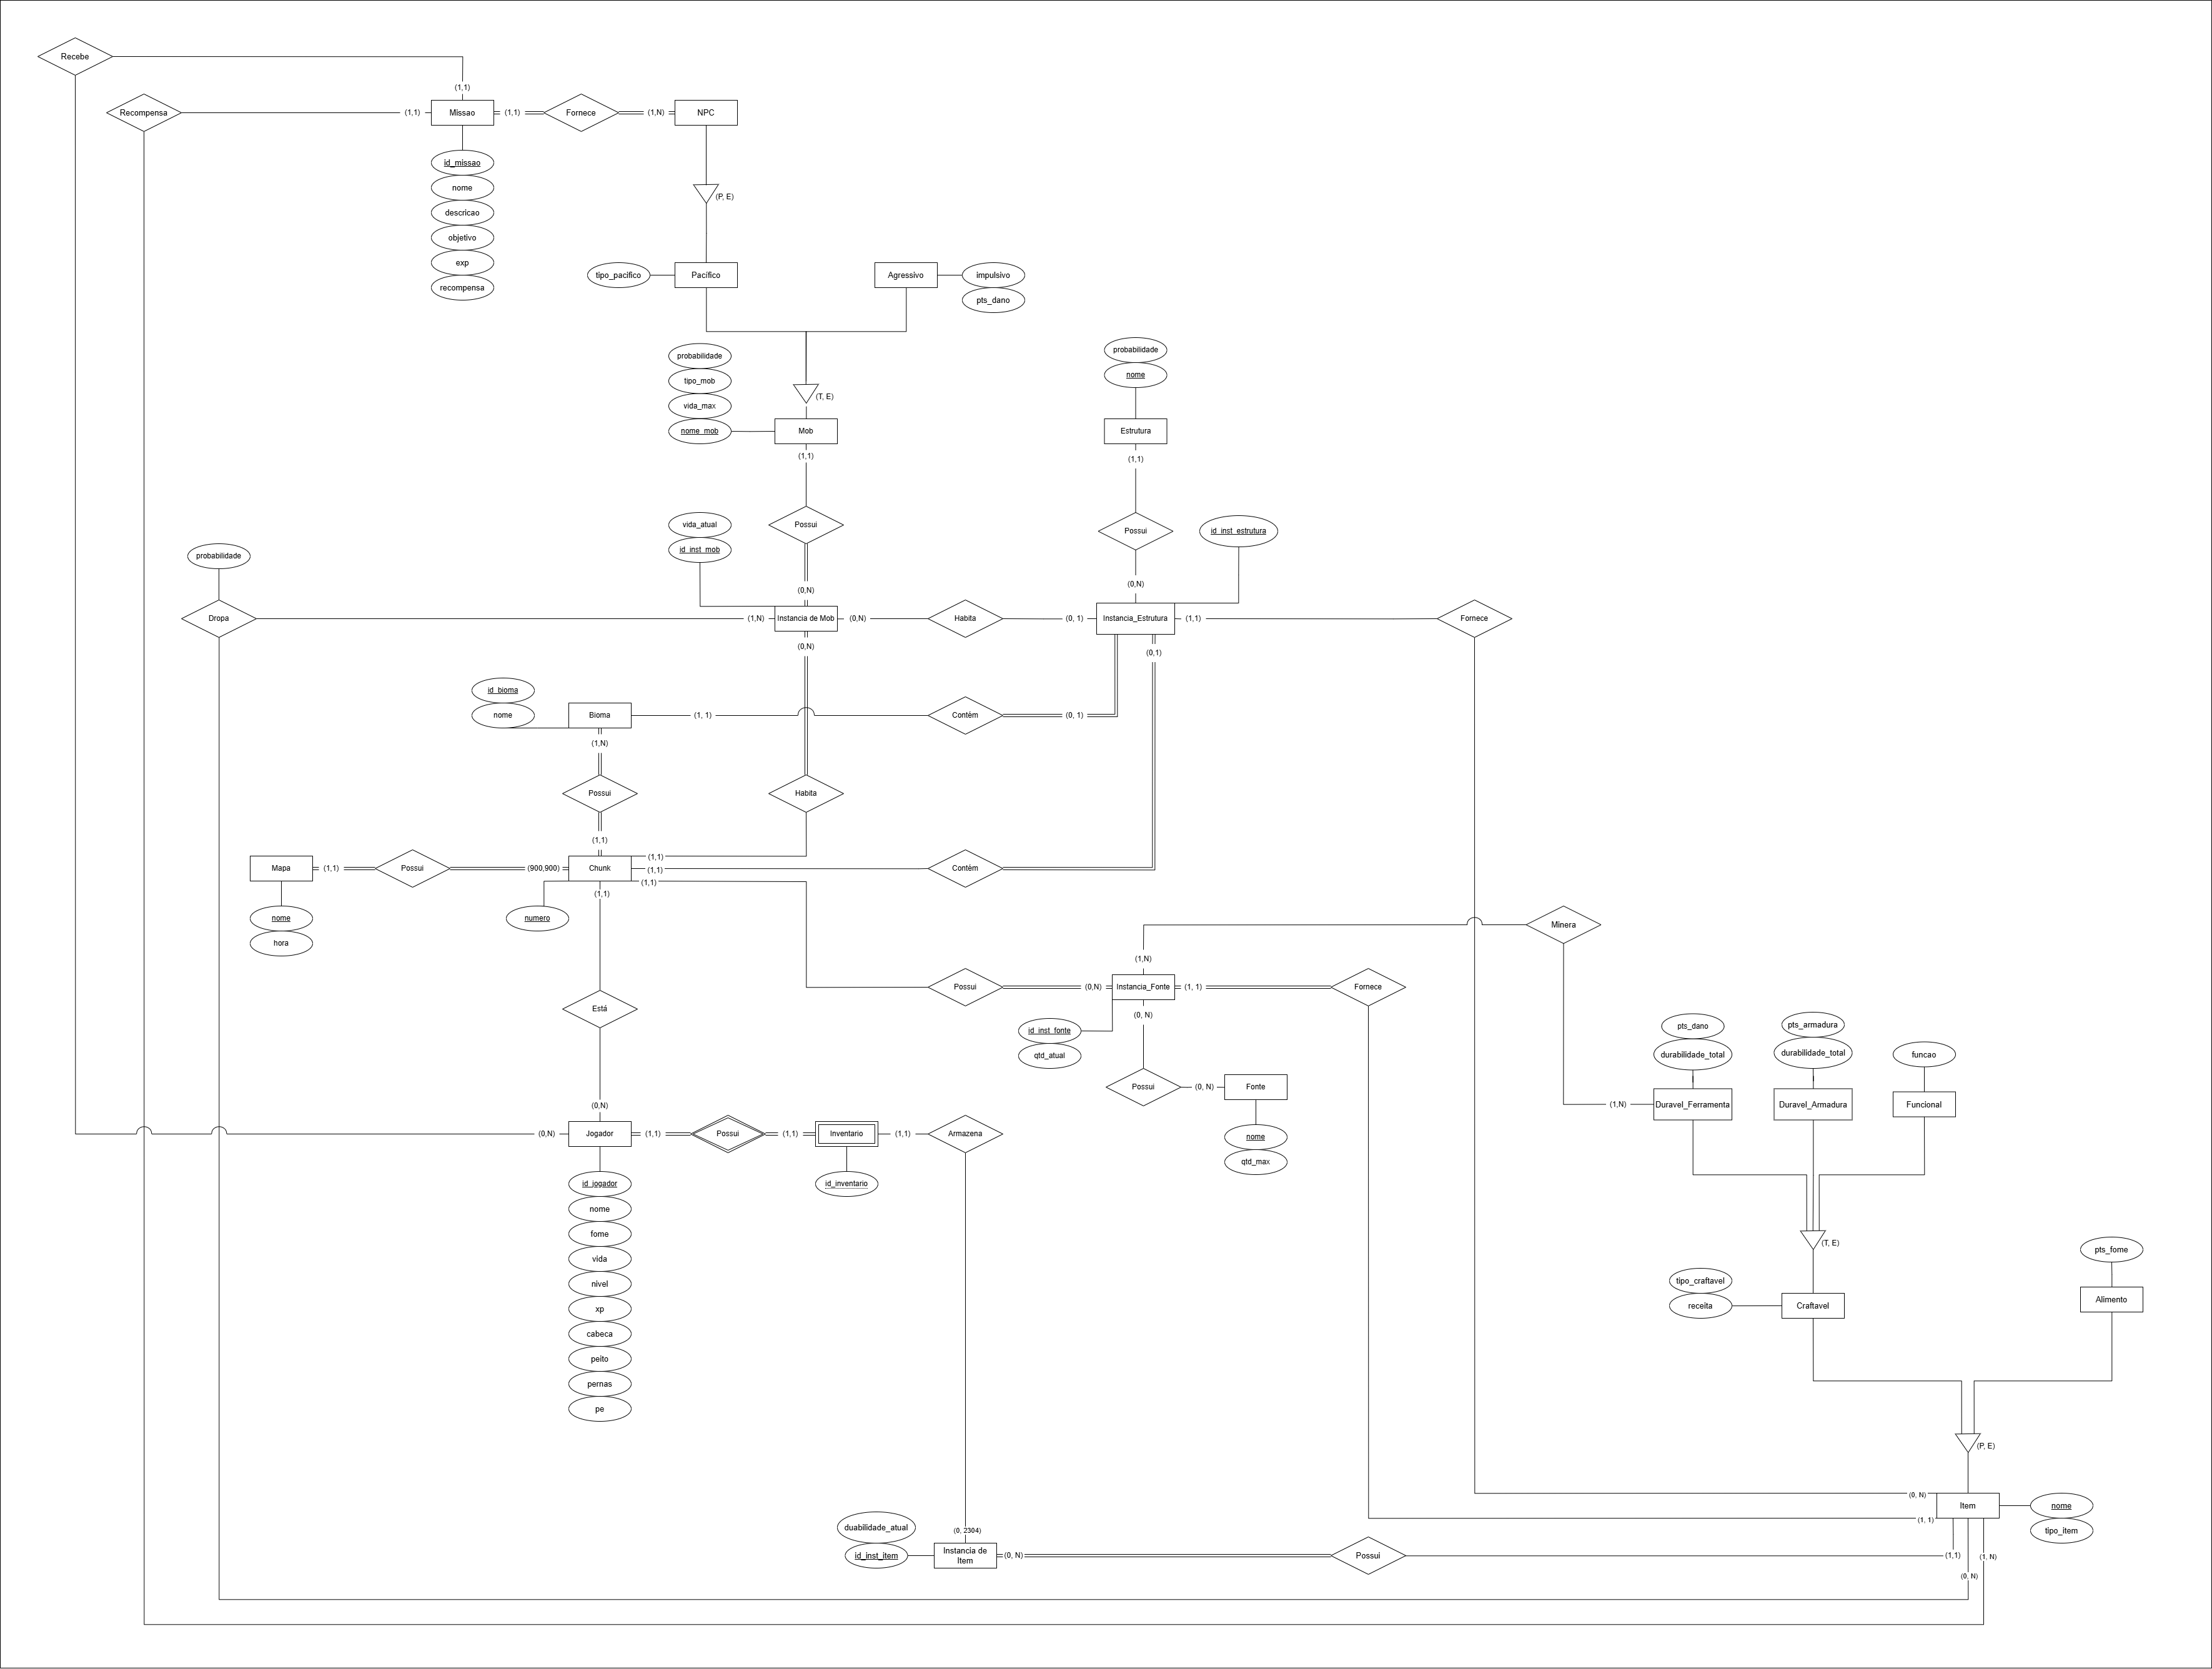 Recebe
(1,1)
Recompensa
(1,1)
Missao
(1,1)
Fornece
(1,N)
NPC
id_missao
nome
descricao
objetivo
exp
recompensa
(P, E)
tipo_pacifico
Pacífico
Agressivo
impulsivo
pts_dano
probabilidade
tipo_mob
vida_max
nome_mob
(T, E)
Mob
(1,1)
probabilidade
nome
Estrutura
(1,1)
vida_atual
id_inst_mob
Possui
(0,N)
Possui
id_inst_estrutura
(0,N)
probabilidade
Dropa
(1,N)
Instancia de Mob
(0,N)
Habita
(0, 1)
Instancia_Estrutura
(1,1)
Fornece
(0,N)
(0,1)
id_bioma
nome
Bioma
(1, 1)
Contém
(0, 1)
(1,N)
Possui
Habita
(1,1)
Mapa
(1,1)
Possui
(900,900)
Chunk
(1,1)
(1,1)
(1,1)
Contém
(1,1)
nome
hora
numero
Minera
(1,N)
Possui
(0,N)
Instancia_Fonte
(1, 1)
Fornece
(0, N)
id_inst_fonte
qtd_atual
Está
(0,N)
Possui
(0, N)
Fonte
nome
qtd_max
pts_dano
durabilidade_total
pts_armadura
durabilidade_total
funcao
(1,N)
Duravel_Ferramenta
Duravel_Armadura
Funcional
(0,N)
Jogador
(1,1)
Possui
(1,1)
Inventario
(1,1)
Armazena
id_inventario
id_jogador
nome
fome
vida
nivel
xp
cabeca
peito
pernas
pe
(T, E)
tipo_craftavel
receita
Craftavel
pts_fome
Alimento
(P, E)
(0, N)
Item
nome
tipo_item
(1, 1)
(0, 2304)
duabilidade_atual
id_inst_item
Instancia de
Item
(0, N)
Possui
(1,1)
(1, N)
(0, N)